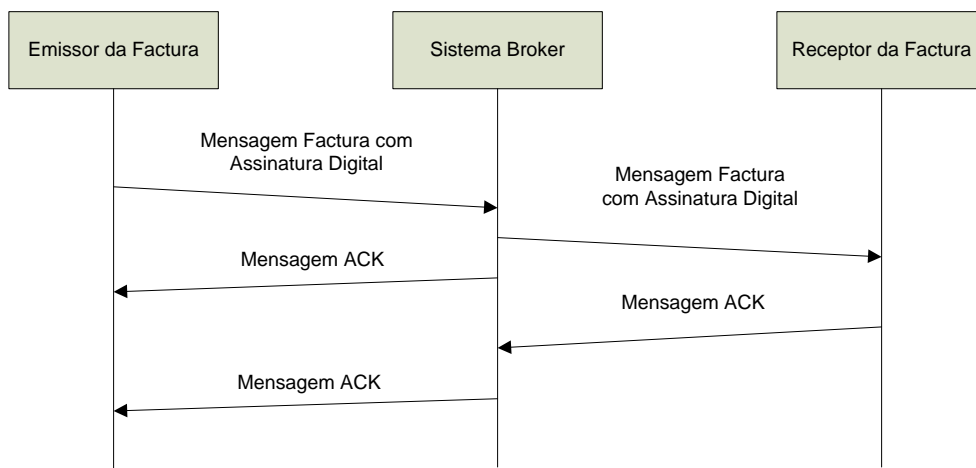 Emissor da Factura
Sistema Broker
Receptor da Factura
Mensagem Factura com
Assinatura Digital
Mensagem Factura
com Assinatura Digital
Mensagem ACK
Mensagem ACK
Mensagem ACK